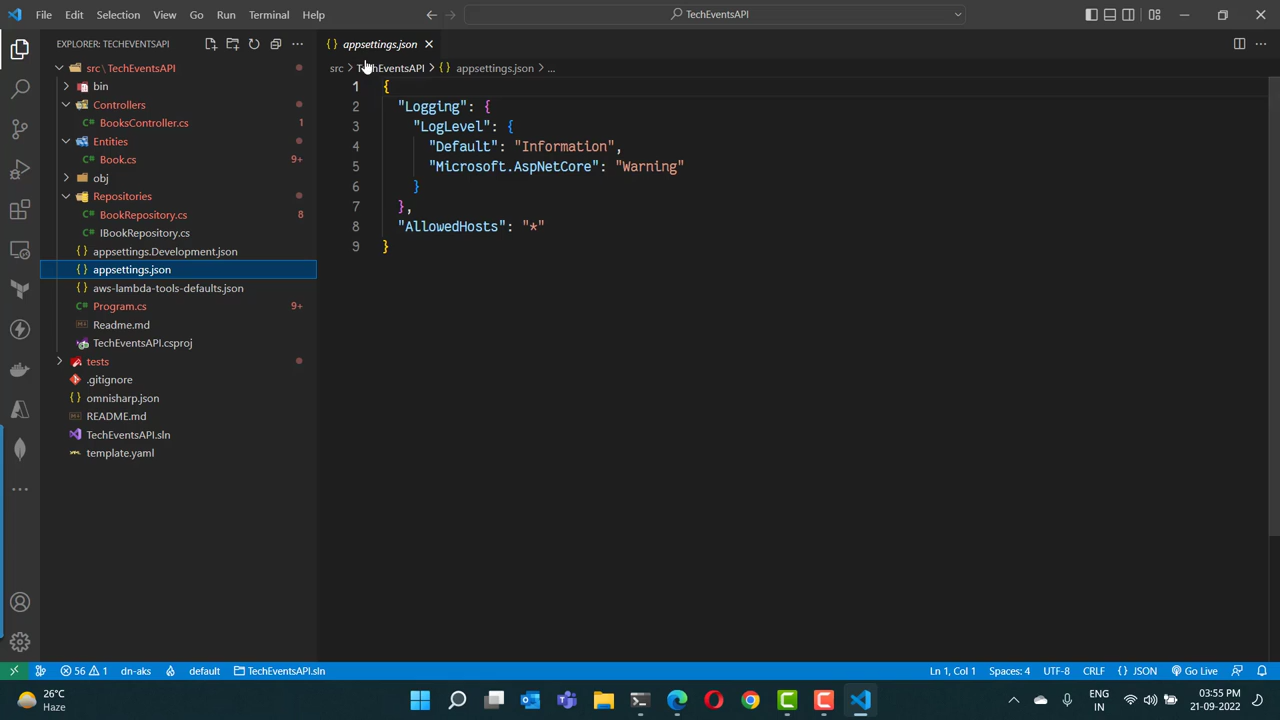 File Edit Selection View Go Run Terminal Help
TechEventsAPI
EXPLORER: TECHEVENTSAPI
appsettings.json
src > TechEventsAPI > {} appsettings.json > ...
src \ TechEventsAPI
bin
Controllers
C# BooksController.cs 1
Entities
C# Book.cs 9+
obj
Repositories
C# BookRepository.cs 8
C# IBookRepository.cs
{} appsettings.Development.json
{} appsettings.json
{} aws-lambda-tools-defaults.json
C# Program.cs 9+
Readme.md
TechEventsAPI.csproj
tests
.gitignore
{} omnisharp.json
README.md
TechEventsAPI.sln
template.yaml
1 {
2 "Logging": {
3 "LogLevel": {
4 "Default": "Information",
5 "Microsoft.AspNetCore": "Warning"
6 }
7 },
8 "AllowedHosts": "*"
9 }
56 1 dn-aks default TechEventsAPI.sln Ln 1, Col 1 Spaces: 4 UTF-8 CRLF {} JSON Go Live
26°C
Haze
ENG
IN
03:55 PM
21-09-2022